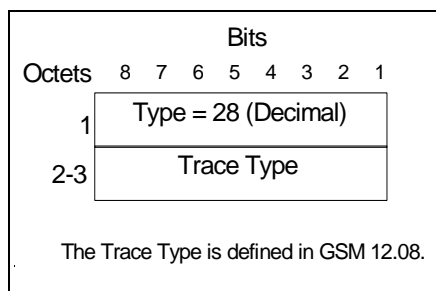 Bits
Octets 8 7 6 5 4 3 2 1
1 Type = 28 (Decimal)
2-3 Trace Type
The Trace Type is defined in GSM 12.08.
.